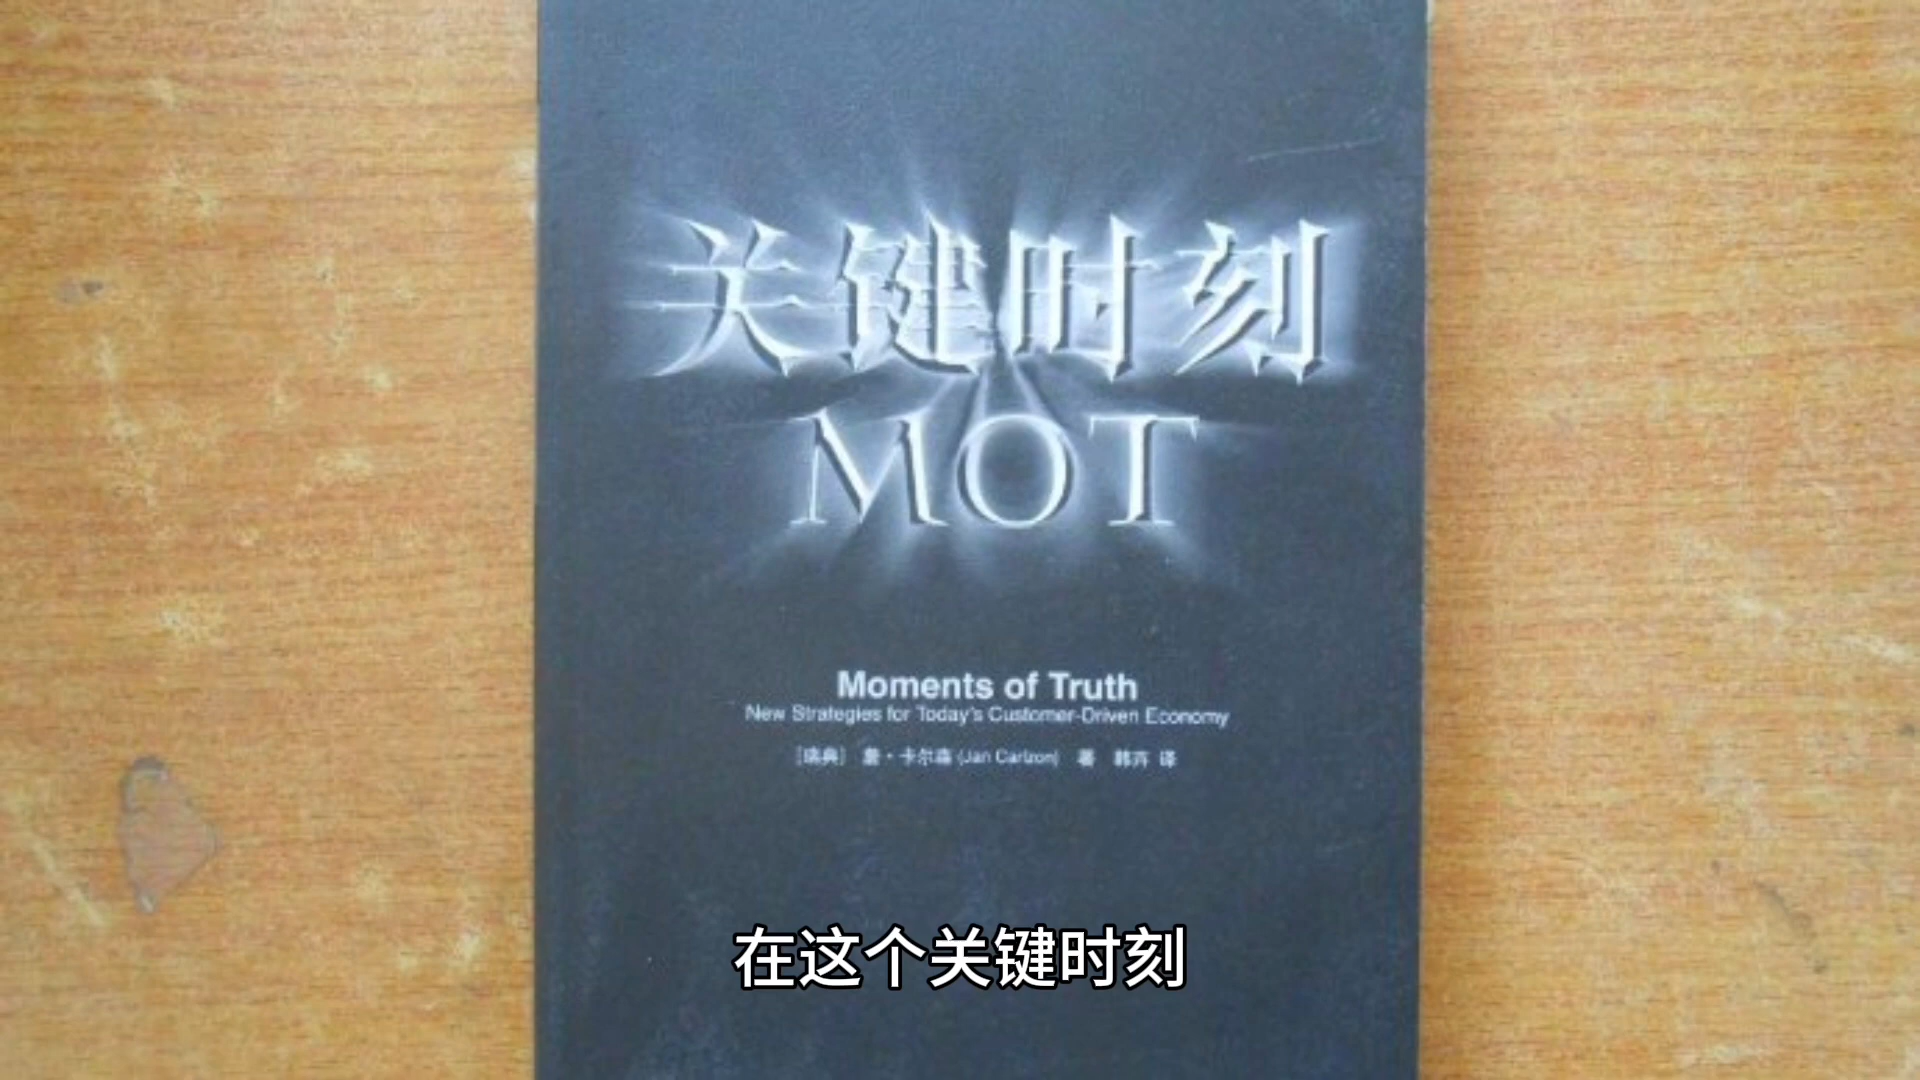 关键时刻
MOT
Moments of Truth
New Strategies for Today's Customer-Driven Economy
[瑞典] 詹·卡尔森 (Jan Carlzon) 著 韩卉 译
在这个关键时刻